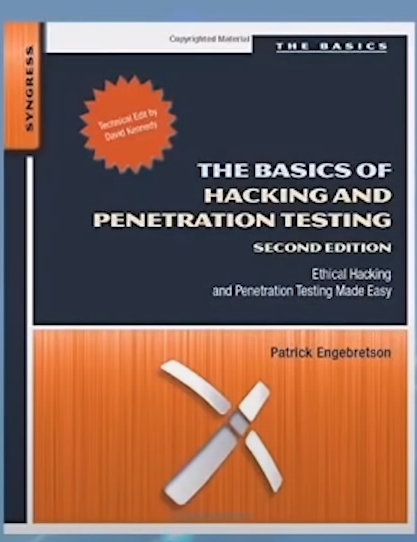 Copyrighted Material
THE BASICS
SYNGRESS
Technical Edit by
David Kennedy
THE BASICS OF
HACKING AND
PENETRATION TESTING
SECOND EDITION
Ethical Hacking
and Penetration Testing Made Easy
Patrick Engebretson